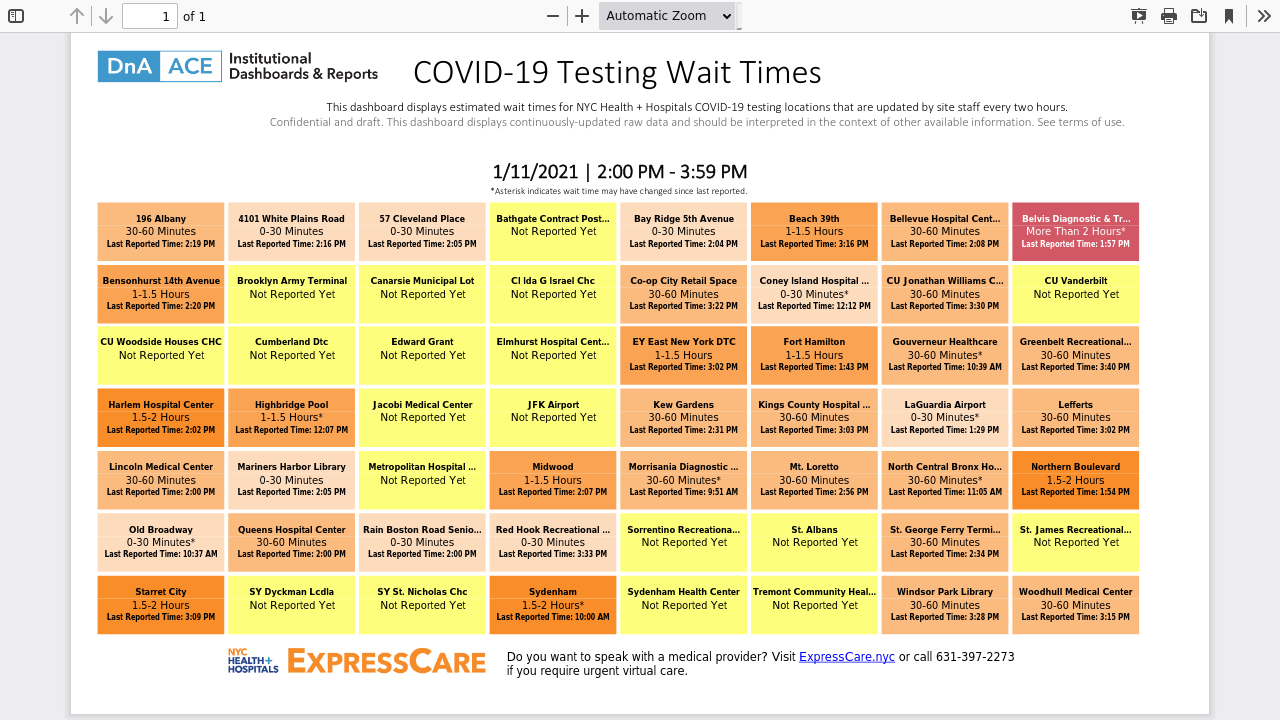 1 of 1 Automatic Zoom
DnA ACE Institutional Dashboards & Reports
COVID-19 Testing Wait Times
This dashboard displays estimated wait times for NYC Health + Hospitals COVID-19 testing locations that are updated by site staff every two hours.
Confidential and draft. This dashboard displays continuously-updated raw data and should be interpreted in the context of other available information. See terms of use.
1/11/2021 | 2:00 PM - 3:59 PM
*Asterisk indicates wait time may have changed since last reported.
196 Albany
30-60 Minutes
Last Reported Time: 2:19 PM
4101 White Plains Road
0-30 Minutes
Last Reported Time: 2:16 PM
57 Cleveland Place
0-30 Minutes
Last Reported Time: 2:05 PM
Bathgate Contract Post...
Not Reported Yet
Bay Ridge 5th Avenue
0-30 Minutes
Last Reported Time: 2:04 PM
Beach 39th
1-1.5 Hours
Last Reported Time: 3:16 PM
Bellevue Hospital Cent...
30-60 Minutes
Last Reported Time: 2:08 PM
Belvis Diagnostic & Tr...
More Than 2 Hours*
Last Reported Time: 1:57 PM
Bensonhurst 14th Avenue
1-1.5 Hours
Last Reported Time: 2:20 PM
Brooklyn Army Terminal
Not Reported Yet
Canarsie Municipal Lot
Not Reported Yet
CI Ida G Israel Chc
Not Reported Yet
Co-op City Retail Space
30-60 Minutes
Last Reported Time: 3:22 PM
Coney Island Hospital ...
0-30 Minutes*
Last Reported Time: 12:12 PM
CU Jonathan Williams C...
30-60 Minutes
Last Reported Time: 3:30 PM
CU Vanderbilt
Not Reported Yet
CU Woodside Houses CHC
Not Reported Yet
Cumberland Dtc
Not Reported Yet
Edward Grant
Not Reported Yet
Elmhurst Hospital Cent...
Not Reported Yet
EY East New York DTC
1-1.5 Hours
Last Reported Time: 3:02 PM
Fort Hamilton
1-1.5 Hours
Last Reported Time: 1:43 PM
Gouverneur Healthcare
30-60 Minutes*
Last Reported Time: 10:39 AM
Greenbelt Recreational...
30-60 Minutes
Last Reported Time: 3:40 PM
Harlem Hospital Center
1.5-2 Hours
Last Reported Time: 2:02 PM
Highbridge Pool
1-1.5 Hours*
Last Reported Time: 12:07 PM
Jacobi Medical Center
Not Reported Yet
JFK Airport
Not Reported Yet
Kew Gardens
30-60 Minutes
Last Reported Time: 2:31 PM
Kings County Hospital ...
30-60 Minutes
Last Reported Time: 3:03 PM
LaGuardia Airport
0-30 Minutes*
Last Reported Time: 1:29 PM
Lefferts
30-60 Minutes
Last Reported Time: 3:02 PM
Lincoln Medical Center
30-60 Minutes
Last Reported Time: 2:00 PM
Mariners Harbor Library
0-30 Minutes
Last Reported Time: 2:05 PM
Metropolitan Hospital ...
Not Reported Yet
Midwood
1-1.5 Hours
Last Reported Time: 2:07 PM
Morrisania Diagnostic ...
30-60 Minutes*
Last Reported Time: 9:51 AM
Mt. Loretto
30-60 Minutes
Last Reported Time: 2:56 PM
North Central Bronx Ho...
30-60 Minutes*
Last Reported Time: 11:05 AM
Northern Boulevard
1.5-2 Hours
Last Reported Time: 1:54 PM
Old Broadway
0-30 Minutes*
Last Reported Time: 10:37 AM
Queens Hospital Center
30-60 Minutes
Last Reported Time: 2:00 PM
Rain Boston Road Senio...
0-30 Minutes
Last Reported Time: 2:00 PM
Red Hook Recreational ...
0-30 Minutes
Last Reported Time: 3:33 PM
Sorrentino Recreationa...
Not Reported Yet
St. Albans
Not Reported Yet
St. George Ferry Termi...
30-60 Minutes
Last Reported Time: 2:34 PM
St. James Recreational...
Not Reported Yet
Starret City
1.5-2 Hours
Last Reported Time: 3:09 PM
SY Dyckman Lcdla
Not Reported Yet
SY St. Nicholas Chc
Not Reported Yet
Sydenham
1.5-2 Hours*
Last Reported Time: 10:00 AM
Sydenham Health Center
Not Reported Yet
Tremont Community Heal...
Not Reported Yet
Windsor Park Library
30-60 Minutes
Last Reported Time: 3:28 PM
Woodhull Medical Center
30-60 Minutes
Last Reported Time: 3:15 PM
NYC
HEALTH+
HOSPITALS
EXPRESSCARE
Do you want to speak with a medical provider? Visit ExpressCare.nyc or call 631-397-2273
if you require urgent virtual care.